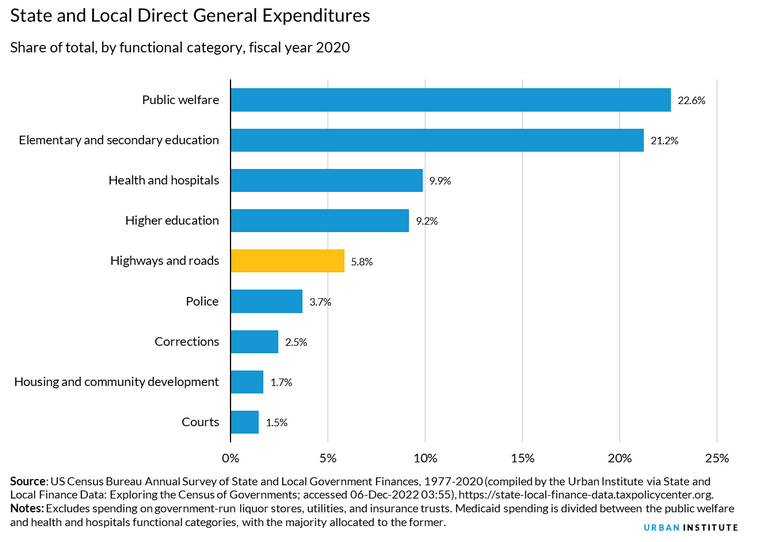 State and Local Direct General Expenditures
Share of total, by functional category, fiscal year 2020
Public welfare 22.6%
Elementary and secondary education 21.2%
Health and hospitals 9.9%
Higher education 9.2%
Highways and roads 5.8%
Police 3.7%
Corrections 2.5%
Housing and community development 1.7%
Courts 1.5%
0% 5% 10% 15% 20% 25%
Source: US Census Bureau Annual Survey of State and Local Government Finances, 1977-2020 (compiled by the Urban Institute via State and
Local Finance Data: Exploring the Census of Governments; accessed 06-Dec-2022 03:55), https://state-local-finance-data.taxpolicycenter.org.
Notes: Excludes spending on government-run liquor stores, utilities, and insurance trusts. Medicaid spending is divided between the public welfare
and health and hospitals functional categories, with the majority allocated to the former.
URBAN INSTITUTE